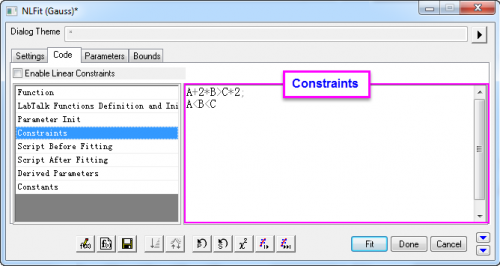 NLFit (Gauss)*
Dialog Theme *
Settings Code Parameters Bounds
Enable Linear Constraints
Function
LabTalk Functions Definition and Ini
Parameter Init
Constraints
Script Before Fitting
Script After Fitting
Derived Parameters
Constants
Constraints
A+2*B>C*2;
A<B<C
Fit Done Cancel